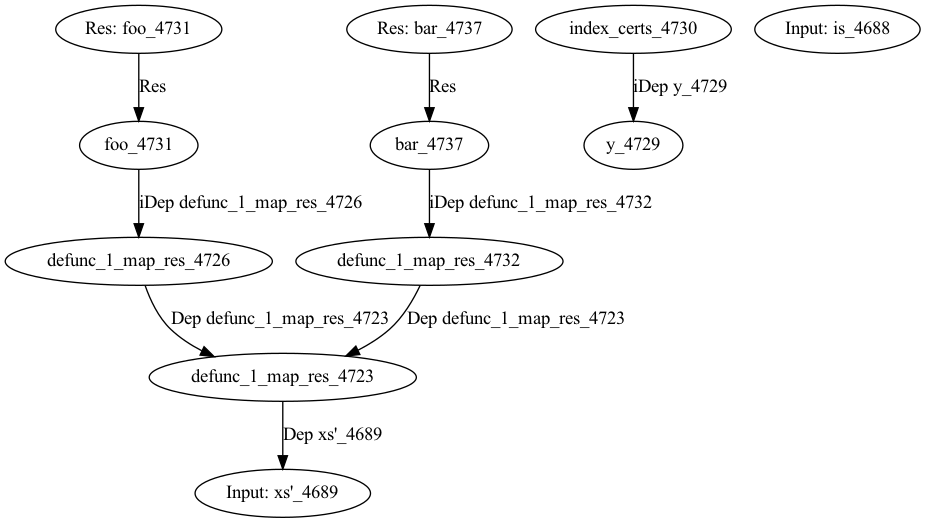 Res: foo_4731
Res: bar_4737
index_certs_4730
Input: is_4688
Res
Res
iDep y_4729
foo_4731
bar_4737
y_4729
iDep defunc_1_map_res_4726
iDep defunc_1_map_res_4732
defunc_1_map_res_4726
defunc_1_map_res_4732
Dep defunc_1_map_res_4723
Dep defunc_1_map_res_4723
defunc_1_map_res_4723
Dep xs'_4689
Input: xs'_4689